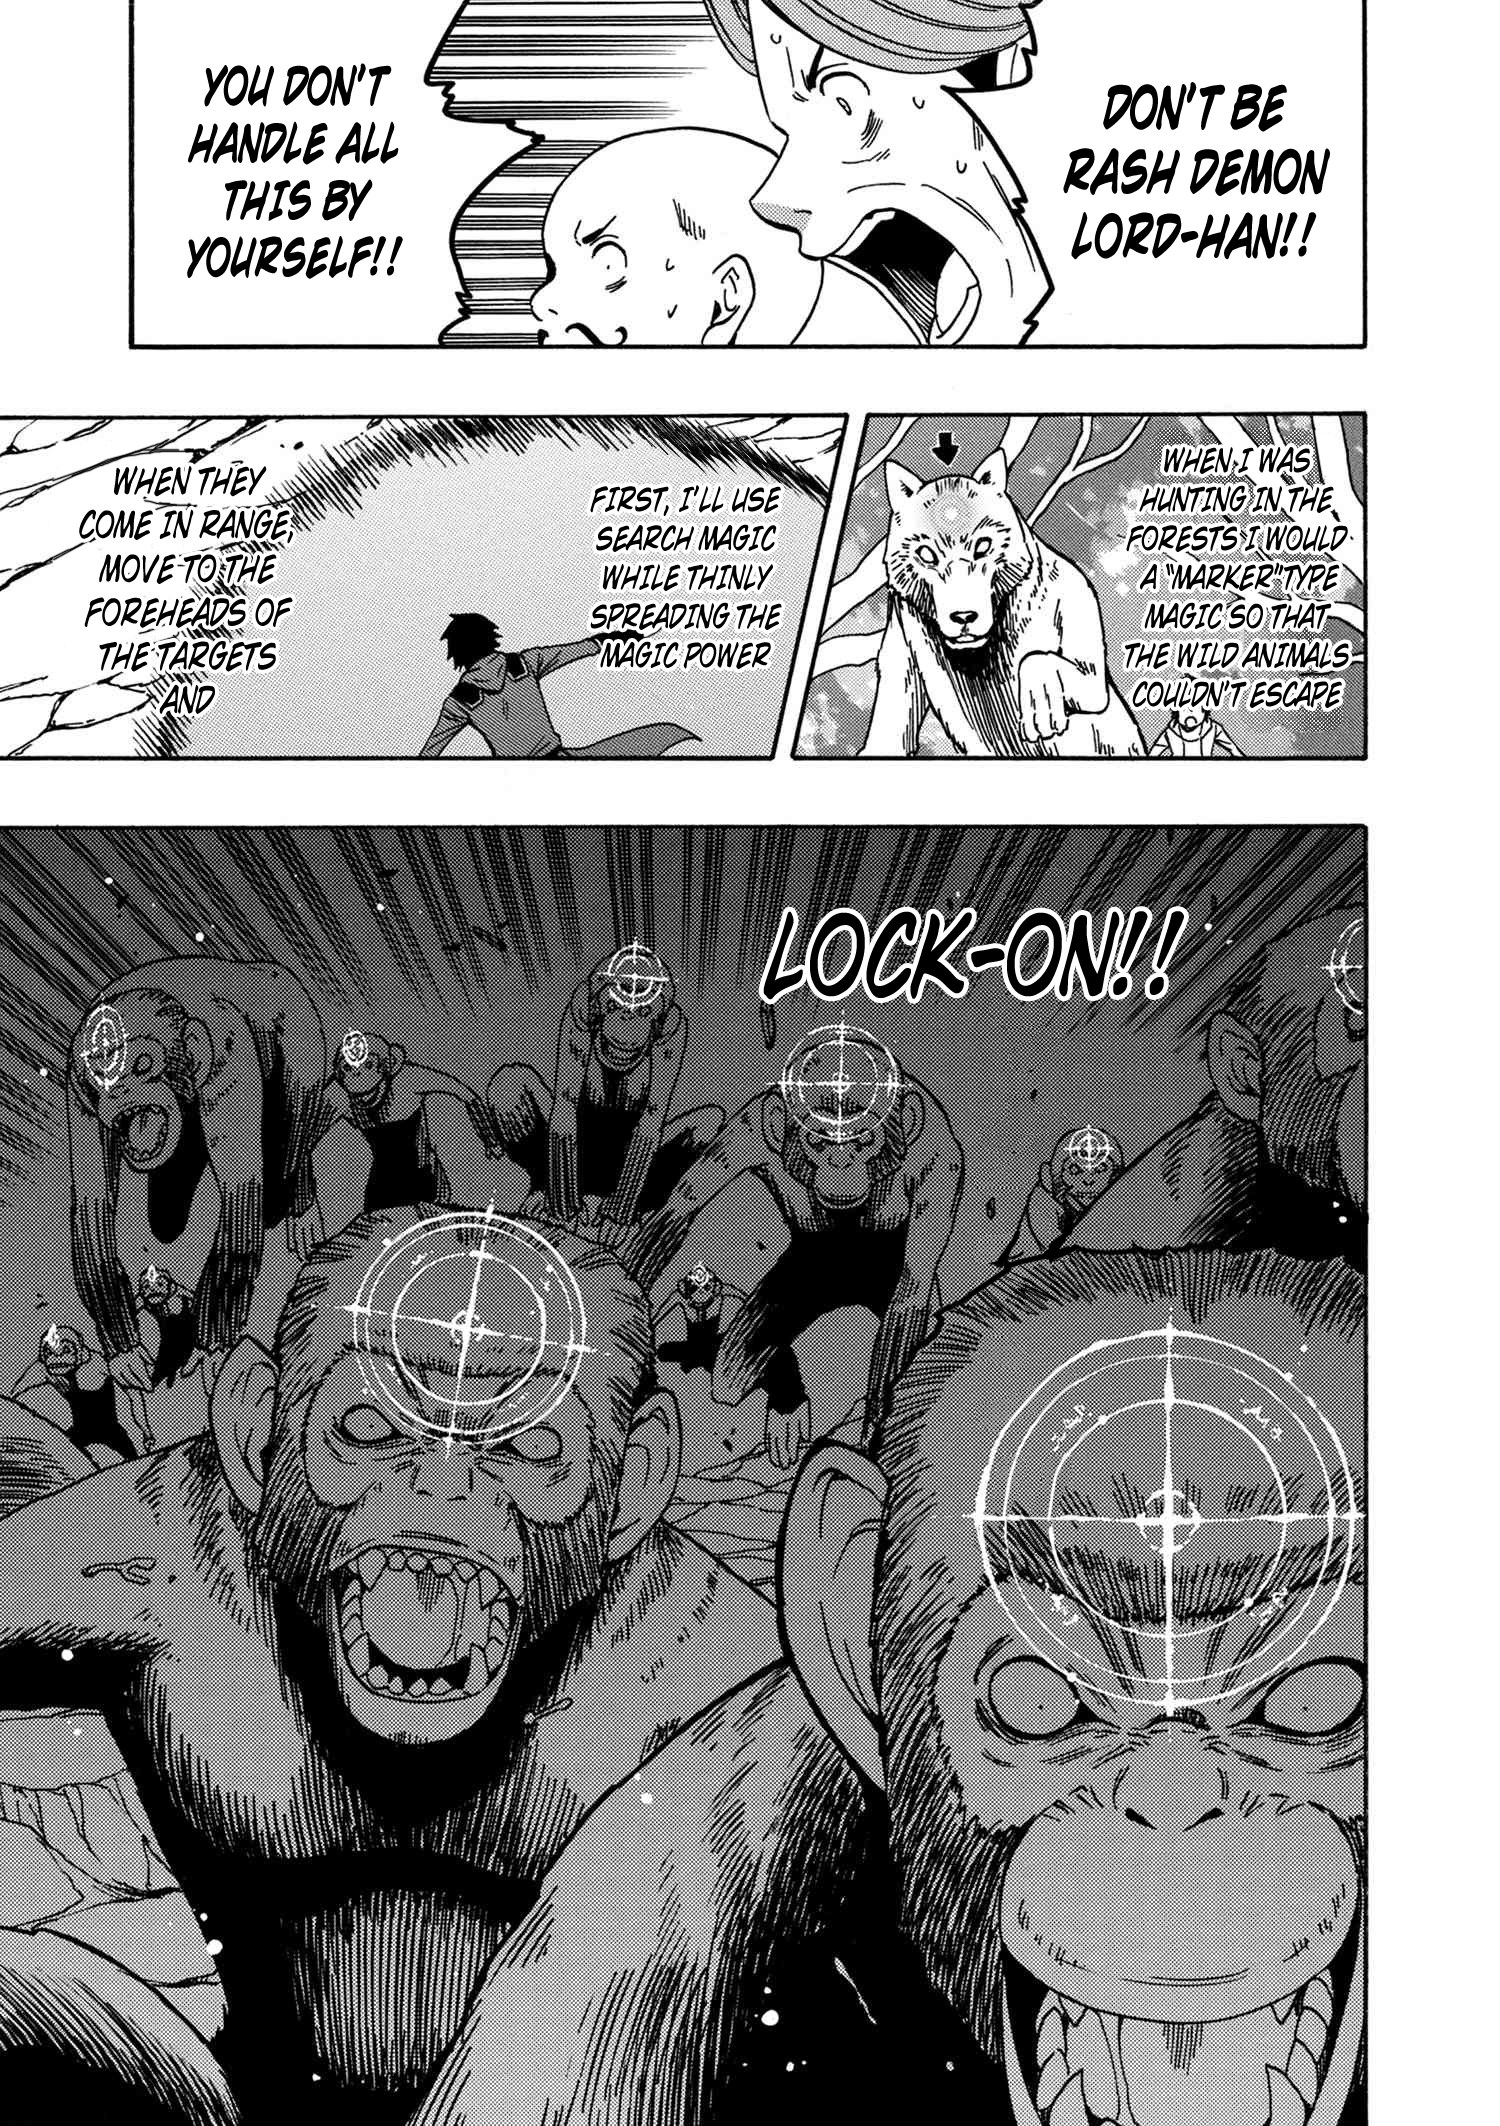 DON'T BE
RASH DEMON
LORD-HAN!!
YOU DON'T
HANDLE ALL
THIS BY
YOURSELF!!
WHEN I WAS
HUNTING IN THE
FORESTS I WOULD
A "MARKER"TYPE
MAGIC SO THAT
THE WILD ANIMALS
COULDN'T ESCAPE
FIRST, I'LL USE
SEARCH MAGIC
WHILE THINLY
SPREADING THE
MAGIC POWER
WHEN THEY
COME IN RANGE,
MOVE TO THE
FOREHEADS OF
THE TARGETS
AND
LOCK-ON!!